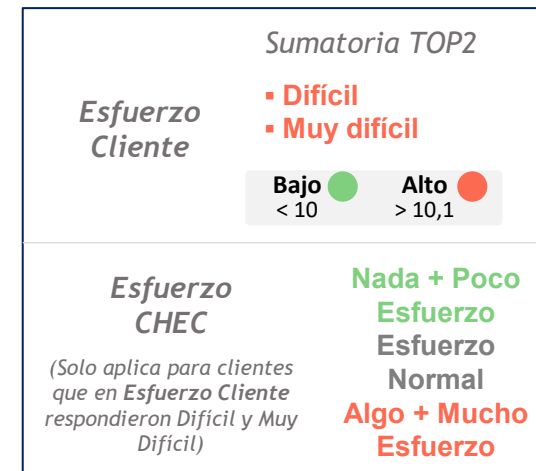 Sumatoria TOP2
Esfuerzo
Cliente
▪ Difícil
▪ Muy difícil
Bajo
< 10
Alto
> 10,1
Esfuerzo
CHEC
(Solo aplica para clientes
que en Esfuerzo Cliente
respondieron Difícil y Muy
Difícil)
Nada + Poco
Esfuerzo
Esfuerzo
Normal
Algo + Mucho
Esfuerzo